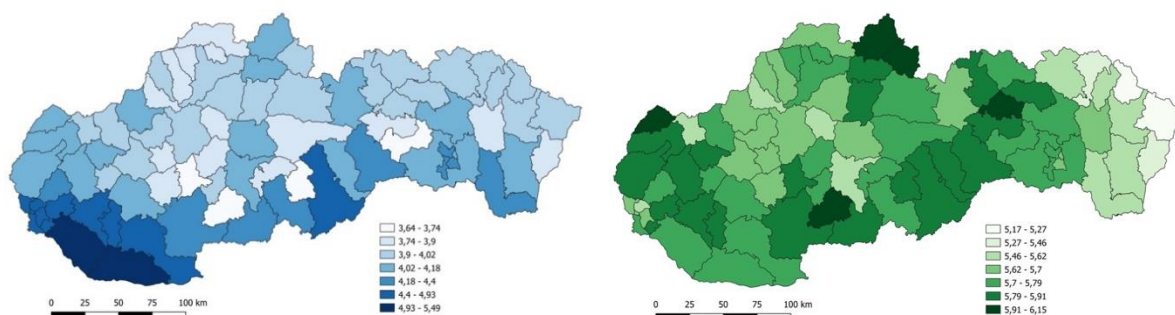 3,64 - 3,74
3,74 - 3,9
3,9 - 4,02
4,02 - 4,18
4,18 - 4,4
4,4 - 4,93
4,93 - 5,49
0 25 50 75 100 km
5,17 - 5,27
5,27 - 5,46
5,46 - 5,62
5,62 - 5,7
5,7 - 5,79
5,79 - 5,91
5,91 - 6,15
0 25 50 75 100 km